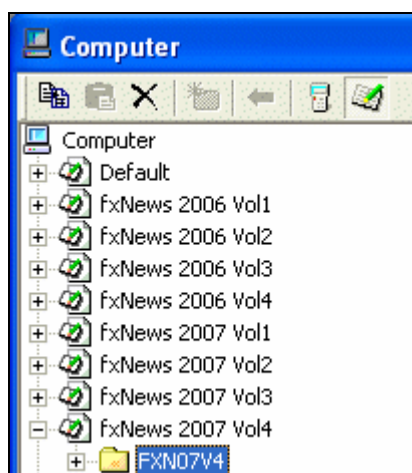 Computer
Computer
Default
fxNews 2006 Vol1
fxNews 2006 Vol2
fxNews 2006 Vol3
fxNews 2006 Vol4
fxNews 2007 Vol1
fxNews 2007 Vol2
fxNews 2007 Vol3
fxNews 2007 Vol4
FXN07V4